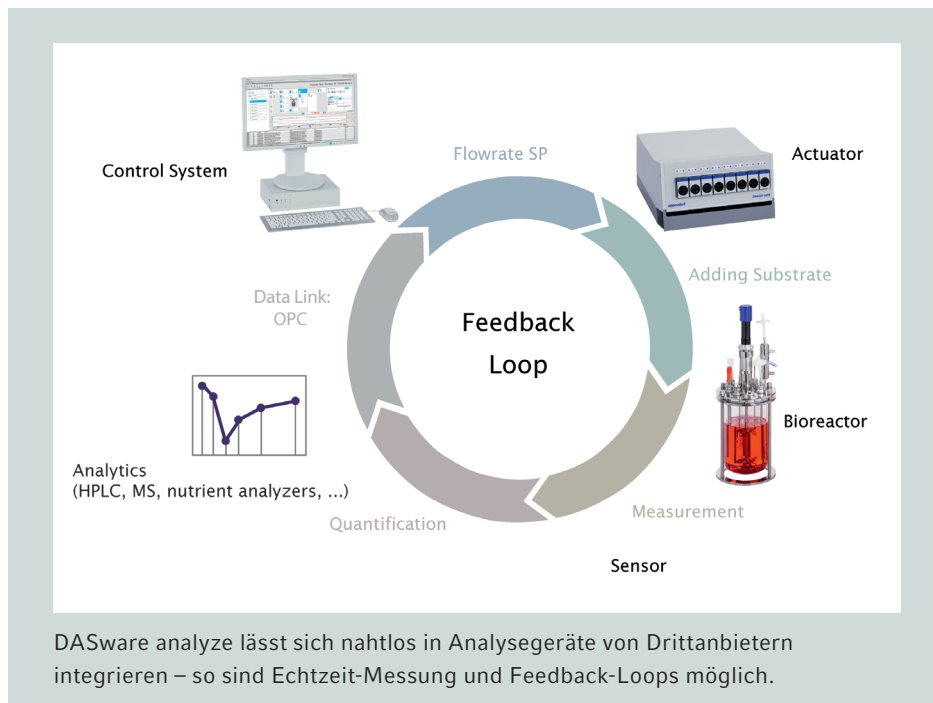 Control System
Flowrate SP
Actuator
Adding Substrate
Data Link:
OPC
Feedback
Loop
Bioreactor
Analytics
(HPLC, MS, nutrient analyzers, ...)
Quantification
Measurement
Sensor
DASware analyze lässt sich nahtlos in Analysegeräte von Drittanbietern
integrieren – so sind Echtzeit-Messung und Feedback-Loops möglich.